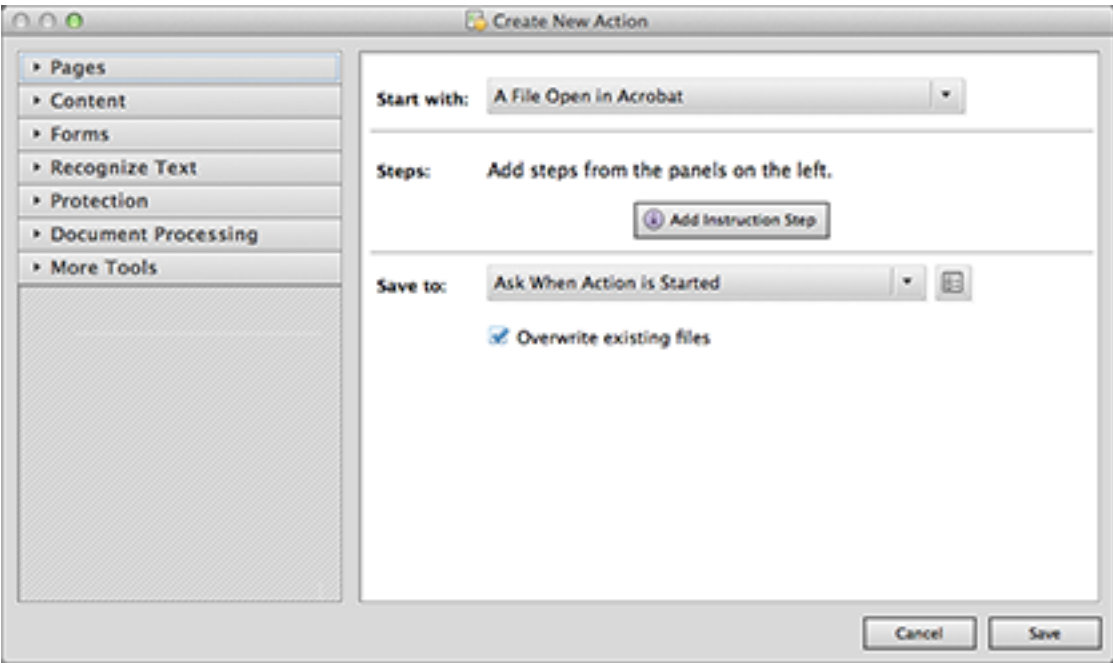 Create New Action
Pages
Content
Forms
Recognize Text
Protection
Document Processing
More Tools
Start with: A File Open in Acrobat
Steps: Add steps from the panels on the left.
Add Instruction Step
Save to: Ask When Action is Started
Overwrite existing files
Cancel Save